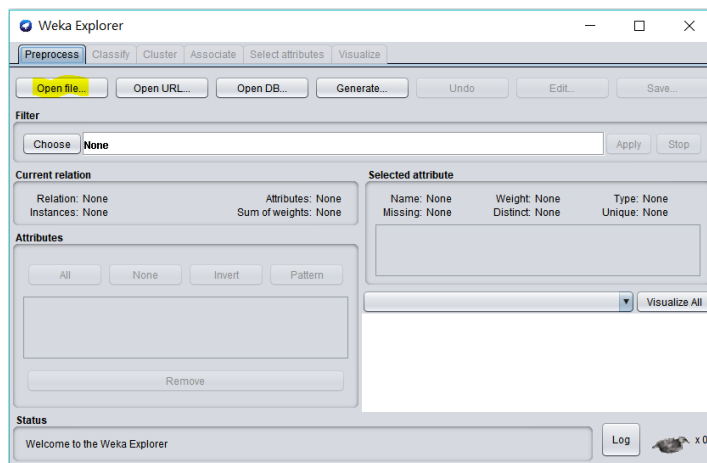 Weka Explorer
Preprocess Classify Cluster Associate Select attributes Visualize
Open file... Open URL... Open DB... Generate... Undo Edit... Save...
Filter
Choose None Apply Stop
Current relation
Relation: None Attributes: None
Instances: None Sum of weights: None
Selected attribute
Name: None Weight: None Type: None
Missing: None Distinct: None Unique: None
Attributes
All None Invert Pattern
Remove
Visualize All
Status
Welcome to the Weka Explorer
Log x 0